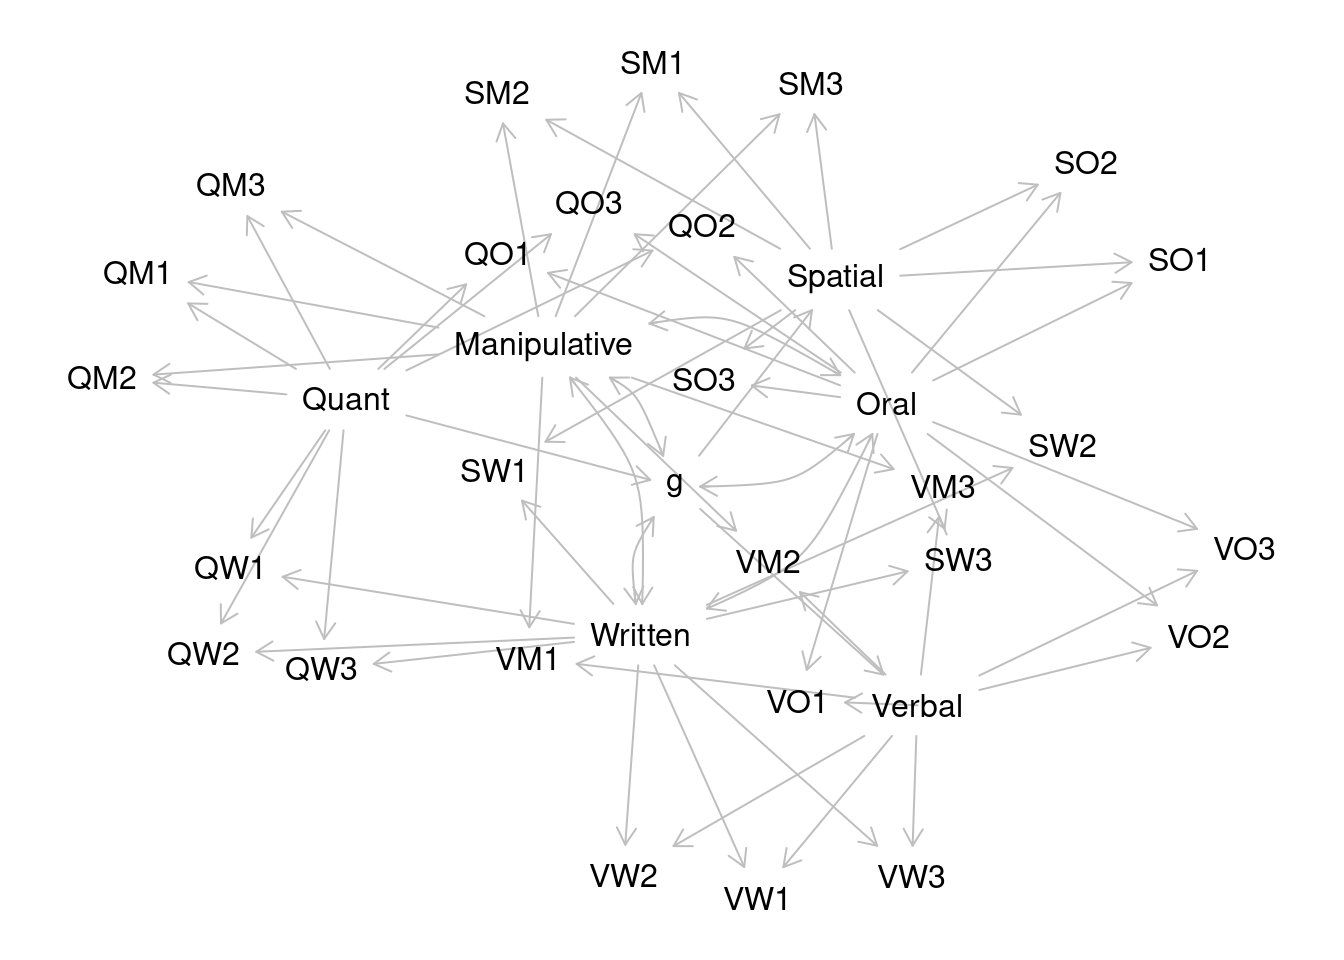 SM1
SM3
SM2
SO2
QM3
QO3
QO2
QO1
SO1
QM1
Spatial
Manipulative
QM2
SO3
Quant
Oral
SW2
SW1
g
VM3
VO3
SW3
VM2
QW1
Written
VO2
QW2
VM1
QW3
VO1
Verbal
VW2
VW3
VW1